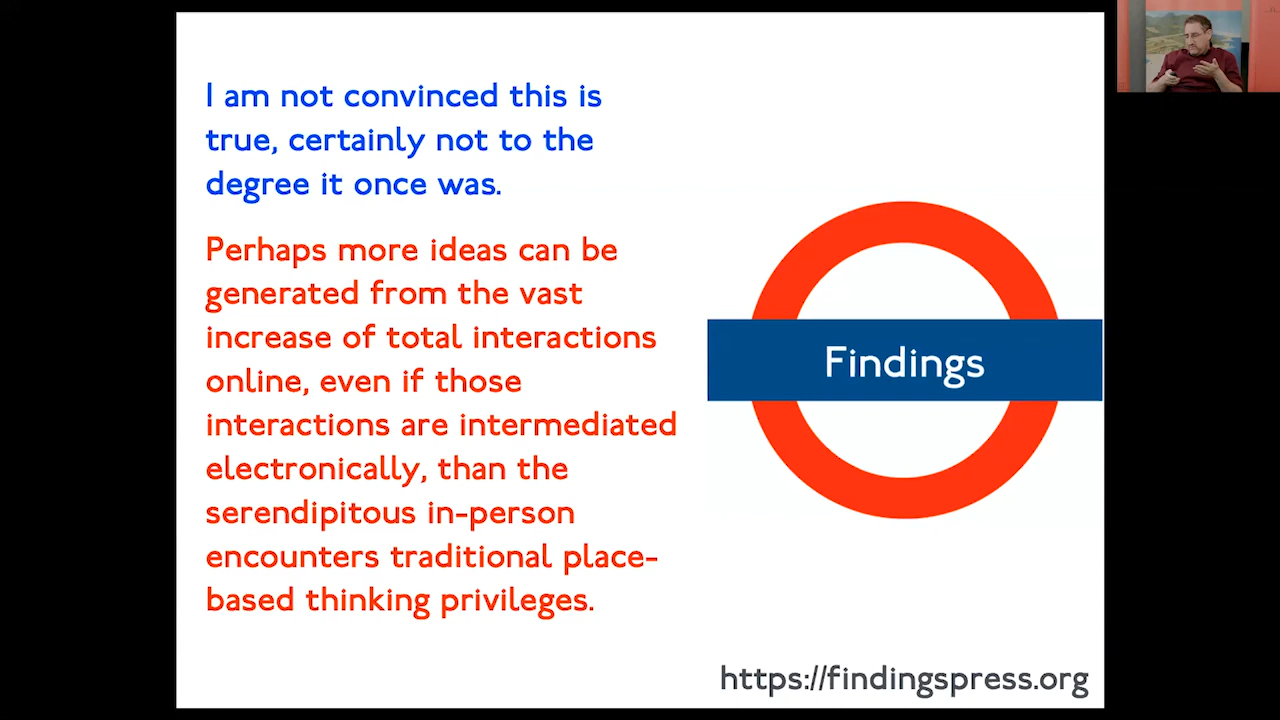 I am not convinced this is
true, certainly not to the
degree it once was.
Perhaps more ideas can be
generated from the vast
increase of total interactions
online, even if those
interactions are intermediated
electronically, than the
serendipitous in-person
encounters traditional place-
based thinking privileges.
Findings
https://findingspress.org